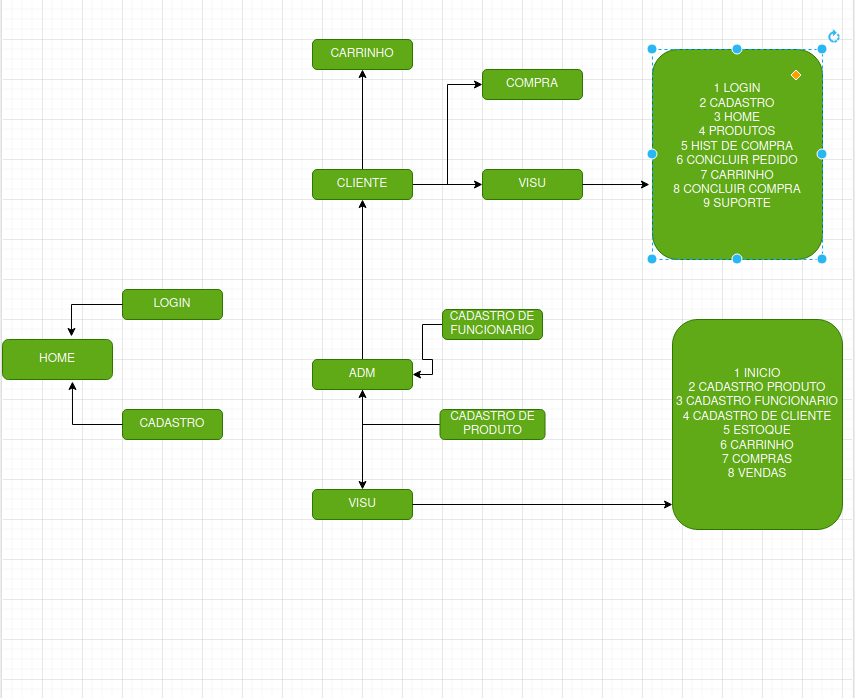 CARRINHO
COMPRA
CLIENTE
VISU
1 LOGIN
2 CADASTRO
3 HOME
4 PRODUTOS
5 HIST DE COMPRA
6 CONCLUIR PEDIDO
7 CARRINHO
8 CONCLUIR COMPRA
9 SUPORTE
LOGIN
HOME
CADASTRO
CADASTRO DE
FUNCIONARIO
ADM
CADASTRO DE
PRODUTO
VISU
1 INICIO
2 CADASTRO PRODUTO
3 CADASTRO FUNCIONARIO
4 CADASTRO DE CLIENTE
5 ESTOQUE
6 CARRINHO
7 COMPRAS
8 VENDAS